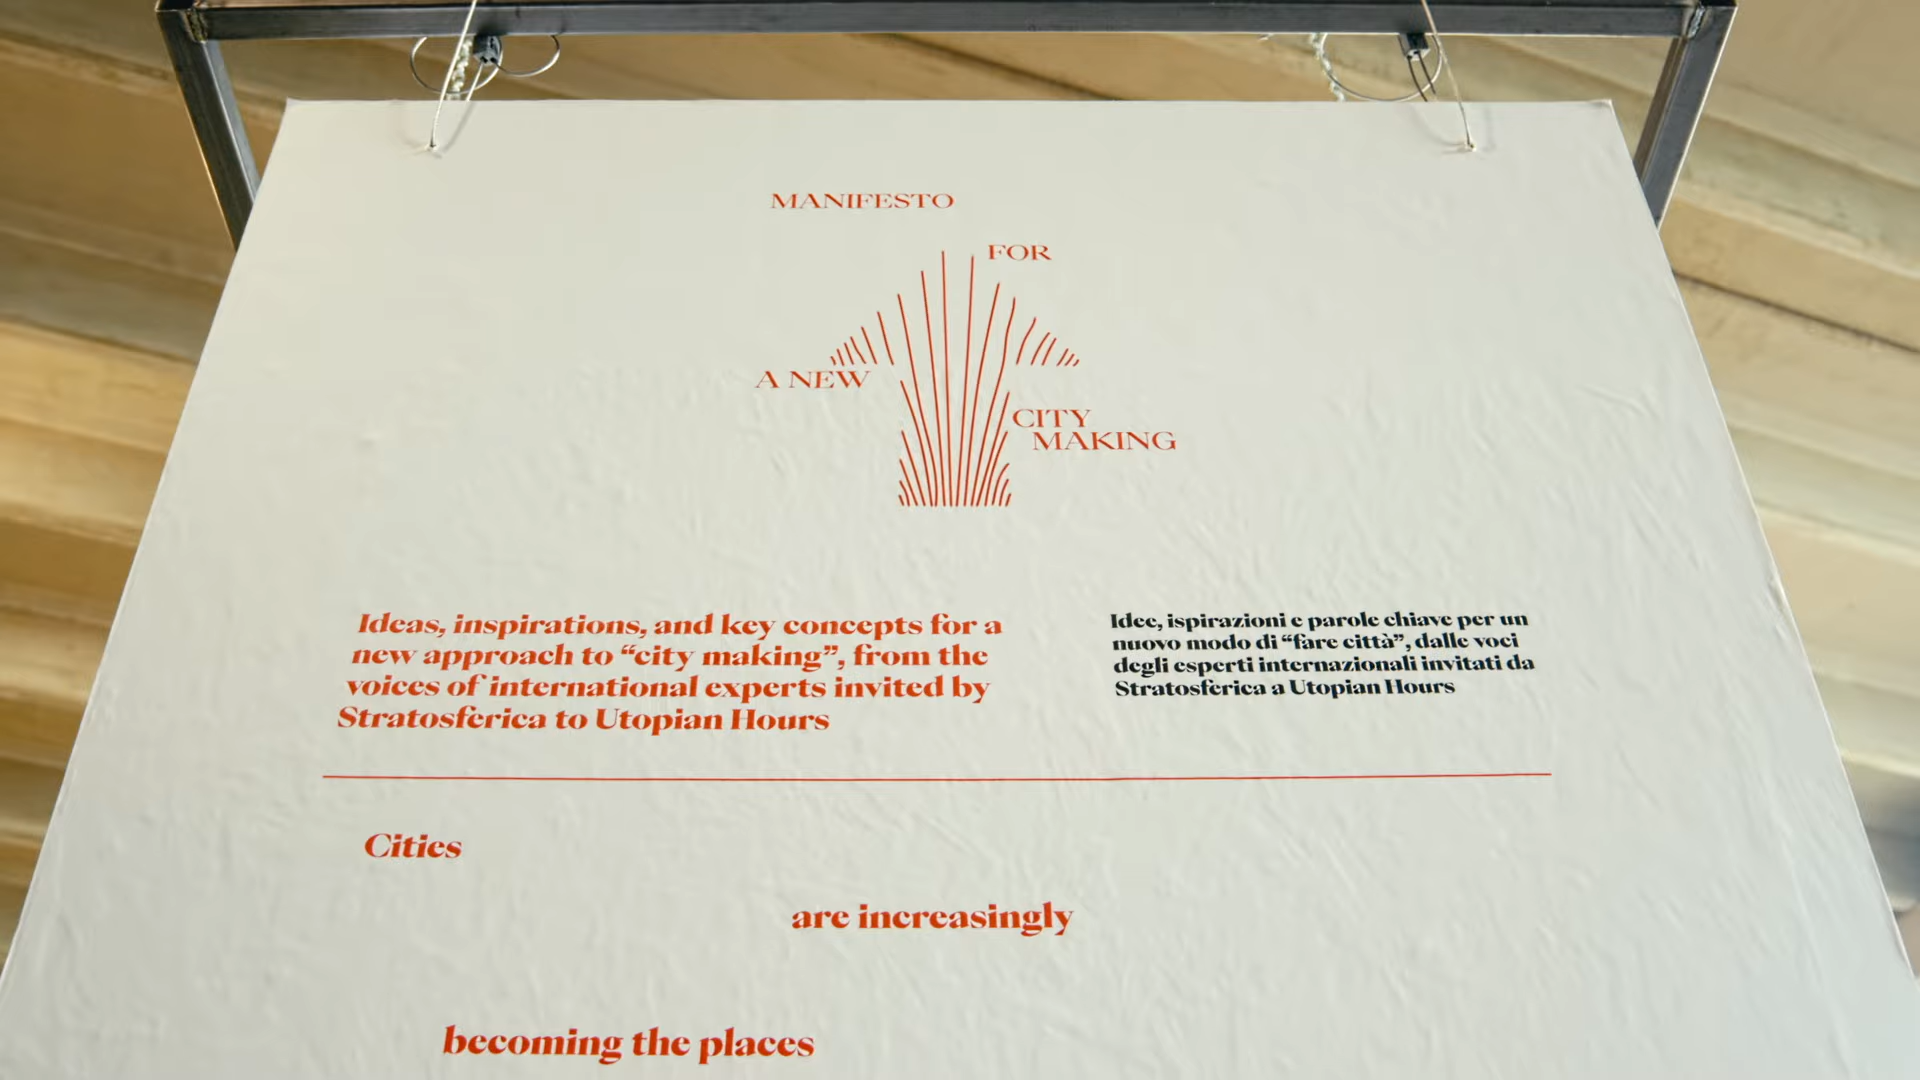 MANIFESTO
FOR
A NEW
CITY
MAKING
Ideas, inspirations, and key concepts for a
new approach to “city making”, from the
voices of international experts invited by
Stratosferica to Utopian Hours
Idee, ispirazioni e parole chiave per un
nuovo modo di “fare città”, dalle voci
degli esperti internazionali invitati da
Stratosferica a Utopian Hours
Cities
are increasingly
becoming the places